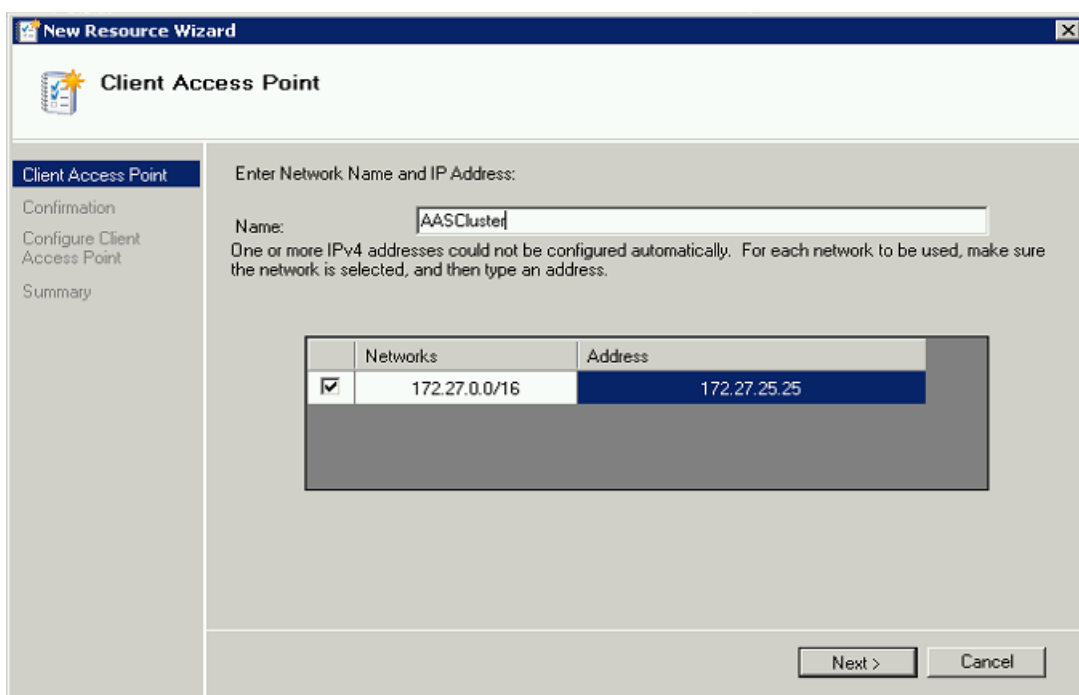 New Resource Wizard
Client Access Point
Client Access Point
Confirmation
Configure Client
Access Point
Summary
Enter Network Name and IP Address:
Name:
AASCluster
One or more IPv4 addresses could not be configured automatically. For each network to be used, make sure
the network is selected, and then type an address.
Networks Address
172.27.0.0/16 172.27.25.25
Next > Cancel